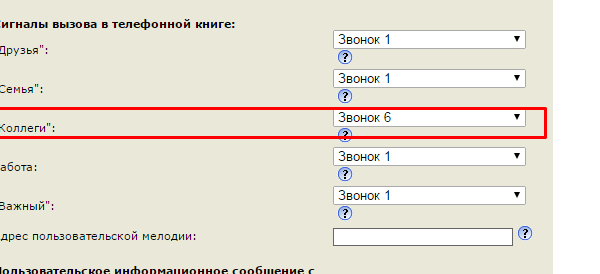 игналы вызова в телефонной книге:
Друзья":
Звонок 1
?
Семья":
Звонок 1
?
Коллеги":
Звонок 6
?
абота:
Звонок 1
?
Важный":
Звонок 1
?
дрес пользовательской мелодии:
?
ользовательское информационное сообщение с